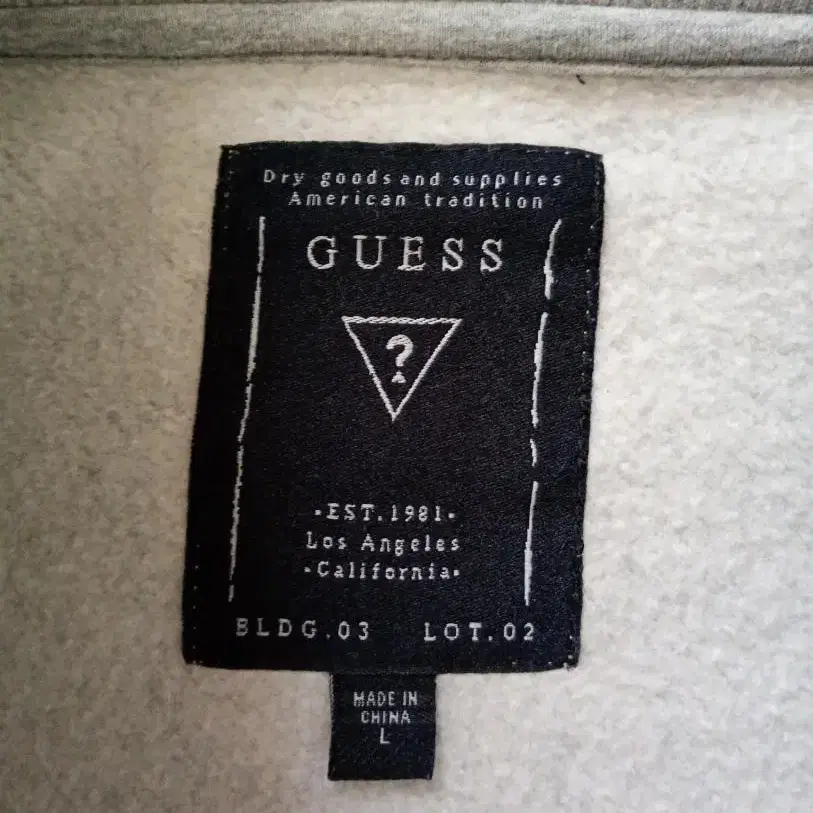 Dry goods and supplies
American tradition
GUESS
?
·EST.1981·
Los Angeles
·California·
BLDG.03 LOT.02
MADE IN
CHINA
L